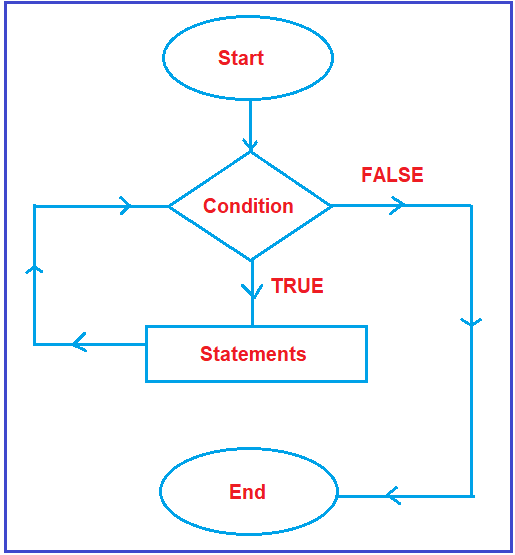 Start
FALSE
Condition
TRUE
Statements
End